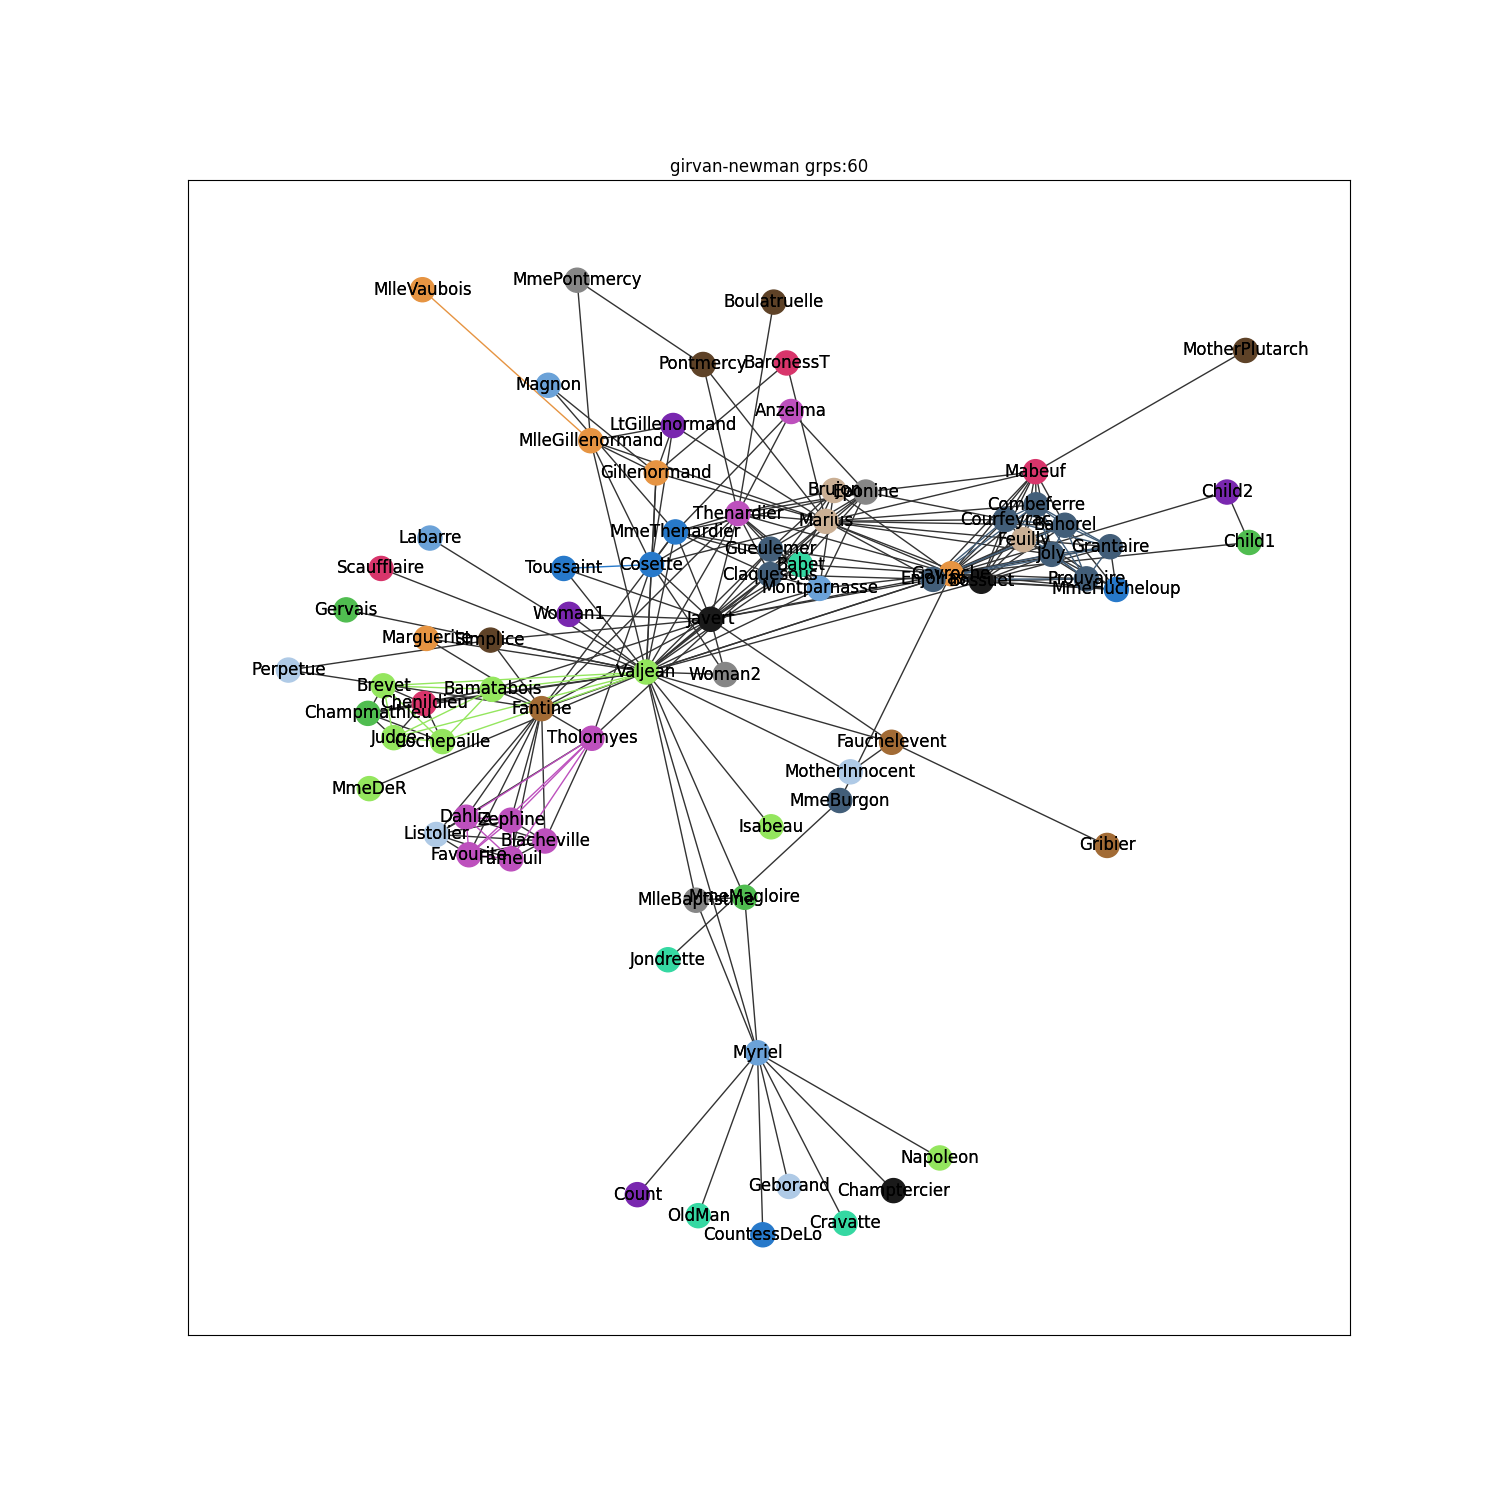 girvan-newman grps:60
MmePontmercy
MlleVaubois
Boulatruelle
MotherPlutarch
Pontmercy
BaronessT
Magnon
Anzelma
LtGillenormand
MlleGillenormand
Gillenormand
Mabeuf
Brujon
Eponine
Child2
Combeferre
Thenardier
Marius
Courfeyrac
Bahorel
MmeThenardier
Labarre
Feuilly
Child1
Gueulemer
Grantaire
Joly
Cosette
Babet
Toussaint
Scaufflaire
Claquesous
Gavroche
Enjolras
Bossuet
Prouvaire
Montparnasse
MmeHucheloup
Gervais
Woman1
Javert
Marguerite
Simplice
Perpetue
Valjean
Woman2
Brevet
Bamatabois
Chenildieu
Champmathieu
Fantine
Judge
Cochepaille
Tholomyes
Fauchelevent
MotherInnocent
MmeDeR
MmeBurgon
Dahlia
Zephine
Isabeau
Listolier
Blacheville
Gribier
Favourite
Fameuil
MlleBaptistine
MmeMagloire
Jondrette
Myriel
Napoleon
Geborand
Champtercier
Count
OldMan
Cravatte
CountessDeLo